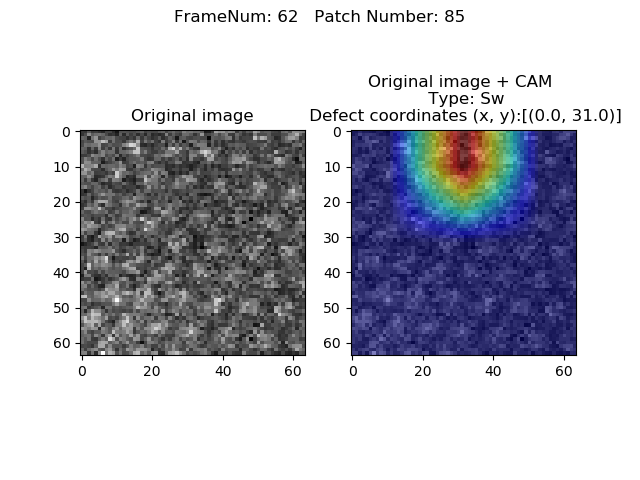 FrameNum: 62   Patch Number: 85
Original image
0
10
20
30
40
50
60
0 20 40 60
Original image + CAM
Type: Sw
Defect coordinates (x, y):[(0.0, 31.0)]
0
10
20
30
40
50
60
0 20 40 60